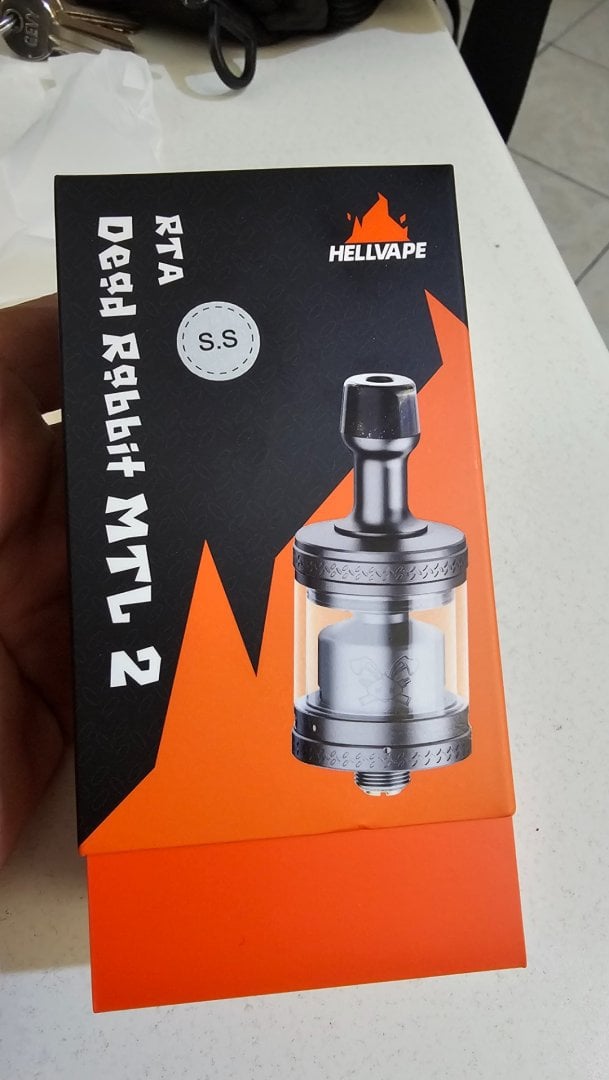 HELLVAPE
RTA
Dead Rabbit MTL 2
S.S